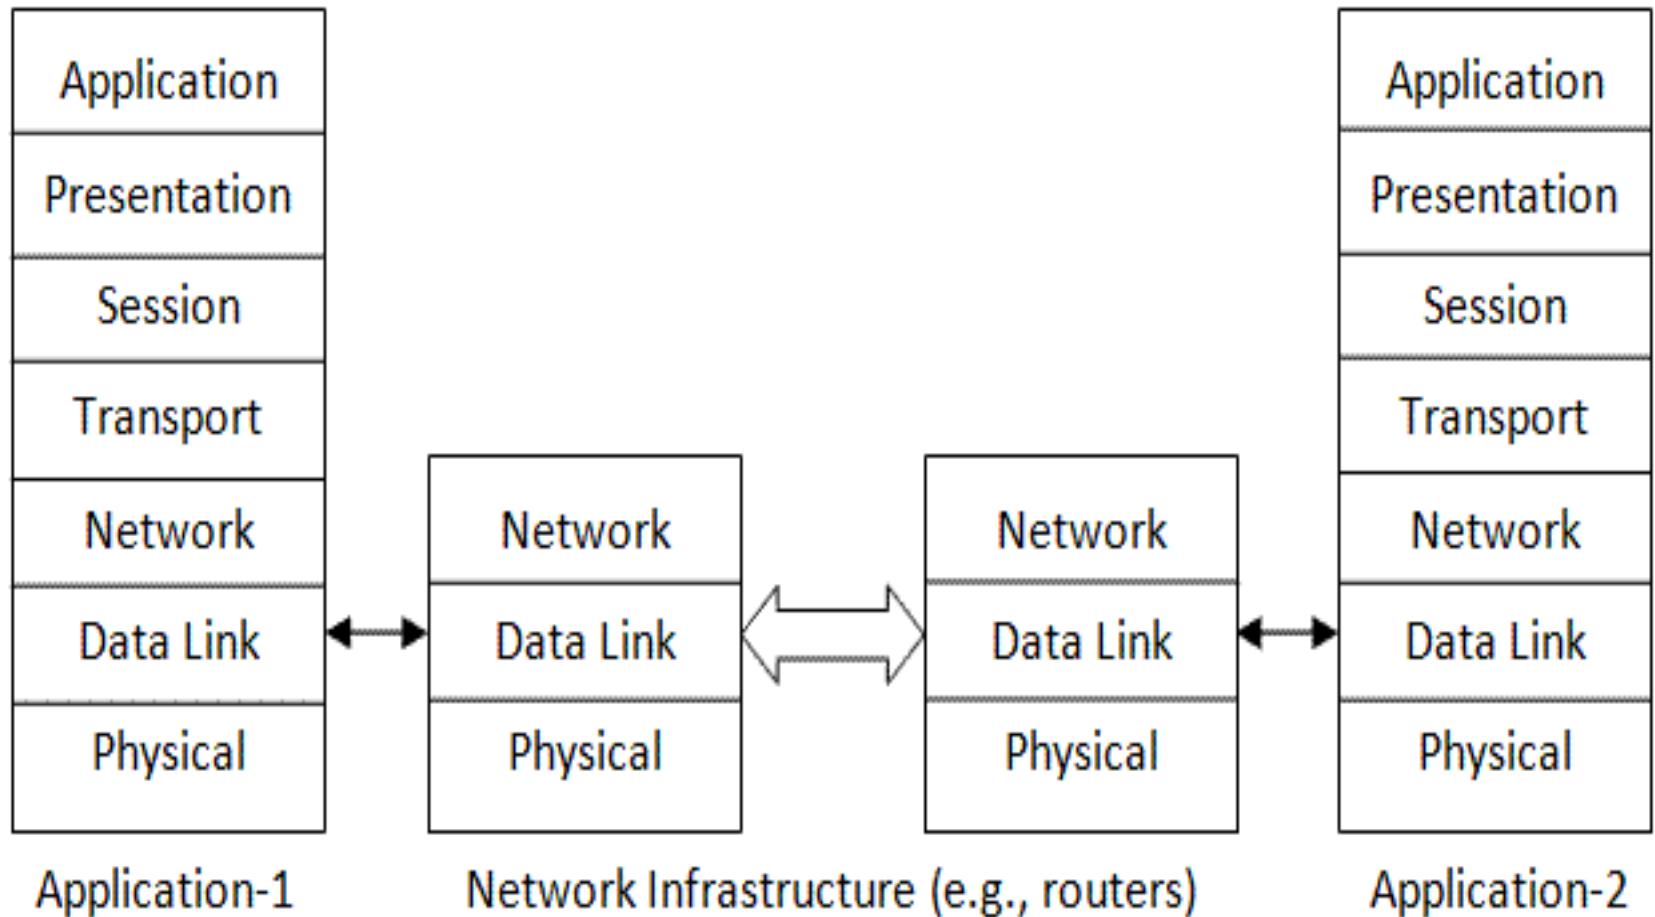 Application
Presentation
Session
Transport
Network
Data Link
Physical
Application-1
Network
Data Link
Physical
Network
Data Link
Physical
Network Infrastructure (e.g., routers)
Application
Presentation
Session
Transport
Network
Data Link
Physical
Application-2